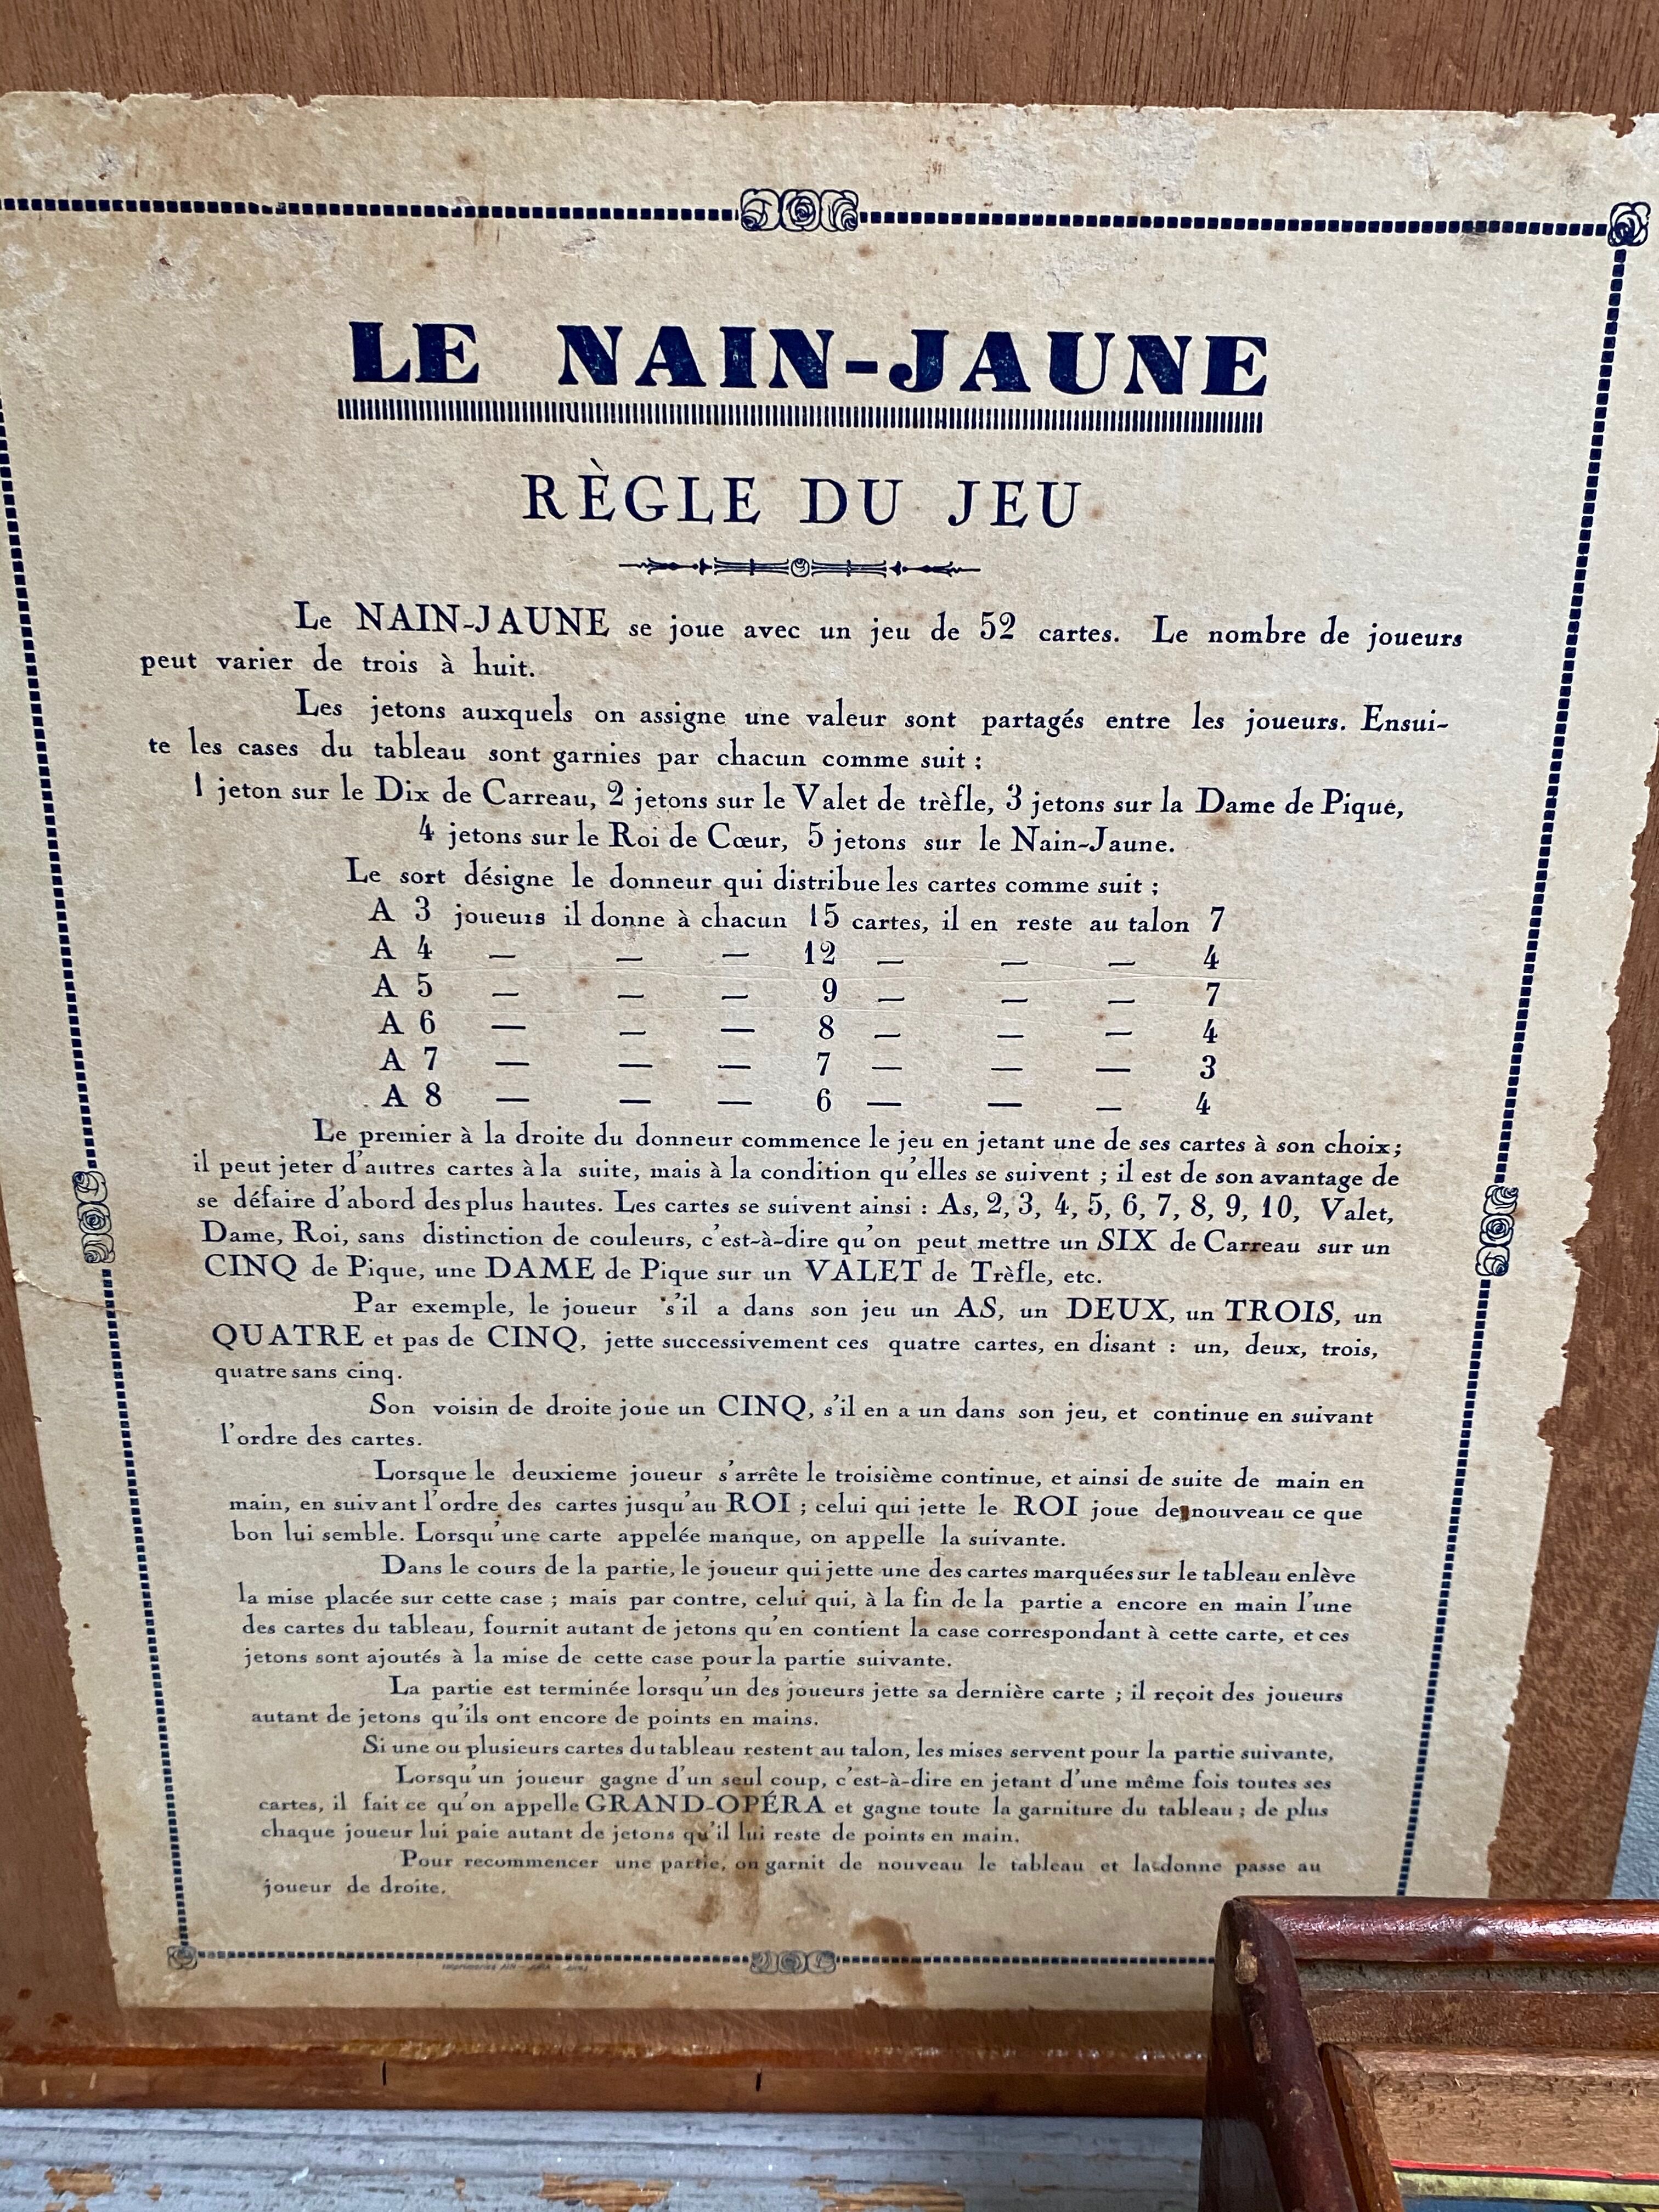 LE NAIN-JAUNE
RÈGLE DU JEU
Le NAIN-JAUNE se joue avec un jeu de 52 cartes. Le nombre de joueurs
peut varier de trois à huit.
Les jetons auxquels on assigne une valeur sont partagés entre les joueurs. Ensui-
te les cases du tableau sont garnies par chacun comme suit :
1 jeton sur le Dix de Carreau, 2 jetons sur le Valet de trèfle, 3 jetons sur la Dame de Pique,
4 jetons sur le Roi de Cœur, 5 jetons sur le Nain-Jaune.
Le sort désigne le donneur qui distribue les cartes comme suit :
A 3 joueurs il donne à chacun 15 cartes, il en reste au talon 7
A 4 — — — 12 — — — 4
A 5 — — — 9 — — — 7
A 6 — — — 8 — — — 4
A 7 — — — 7 — — — 3
A 8 — — — 6 — — — 4
Le premier à la droite du donneur commence le jeu en jetant une de ses cartes à son choix;
il peut jeter d'autres cartes à la suite, mais à la condition qu'elles se suivent ; il est de son avantage de
se défaire d'abord des plus hautes. Les cartes se suivent ainsi : As, 2, 3, 4, 5, 6, 7, 8, 9, 10, Valet,
Dame, Roi, sans distinction de couleurs, c'est-à-dire qu'on peut mettre un SIX de Carreau sur un
CINQ de Pique, une DAME de Pique sur un VALET de Trèfle, etc.
Par exemple, le joueur s'il a dans son jeu un AS, un DEUX, un TROIS, un
QUATRE et pas de CINQ, jette successivement ces quatre cartes, en disant : un, deux, trois,
quatre sans cinq.
Son voisin de droite joue un CINQ, s'il en a un dans son jeu, et continue en suivant
l'ordre des cartes.
Lorsque le deuxieme joueur s'arrête le troisième continue, et ainsi de suite de main en
main, en suivant l'ordre des cartes jusqu'au ROI ; celui qui jette le ROI joue de nouveau ce que
bon lui semble. Lorsqu'une carte appelée manque, on appelle la suivante.
Dans le cours de la partie, le joueur qui jette une des cartes marquées sur le tableau enlève
la mise placée sur cette case ; mais par contre, celui qui, à la fin de la partie a encore en main l'une
des cartes du tableau, fournit autant de jetons qu'en contient la case correspondant à cette carte, et ces
jetons sont ajoutés à la mise de cette case pour la partie suivante.
La partie est terminée lorsqu'un des joueurs jette sa dernière carte ; il reçoit des joueurs
autant de jetons qu'ils ont encore de points en mains.
Si une ou plusieurs cartes du tableau restent au talon, les mises servent pour la partie suivante,
Lorsqu'un joueur gagne d'un seul coup, c'est-à-dire en jetant d'une même fois toutes ses
cartes, il fait ce qu'on appelle GRAND-OPÉRA et gagne toute la garniture du tableau ; de plus
chaque joueur lui paie autant de jetons qu'il lui reste de points en main.
Pour recommencer une partie, on garnit de nouveau le tableau et la donne passe au
joueur de droite.